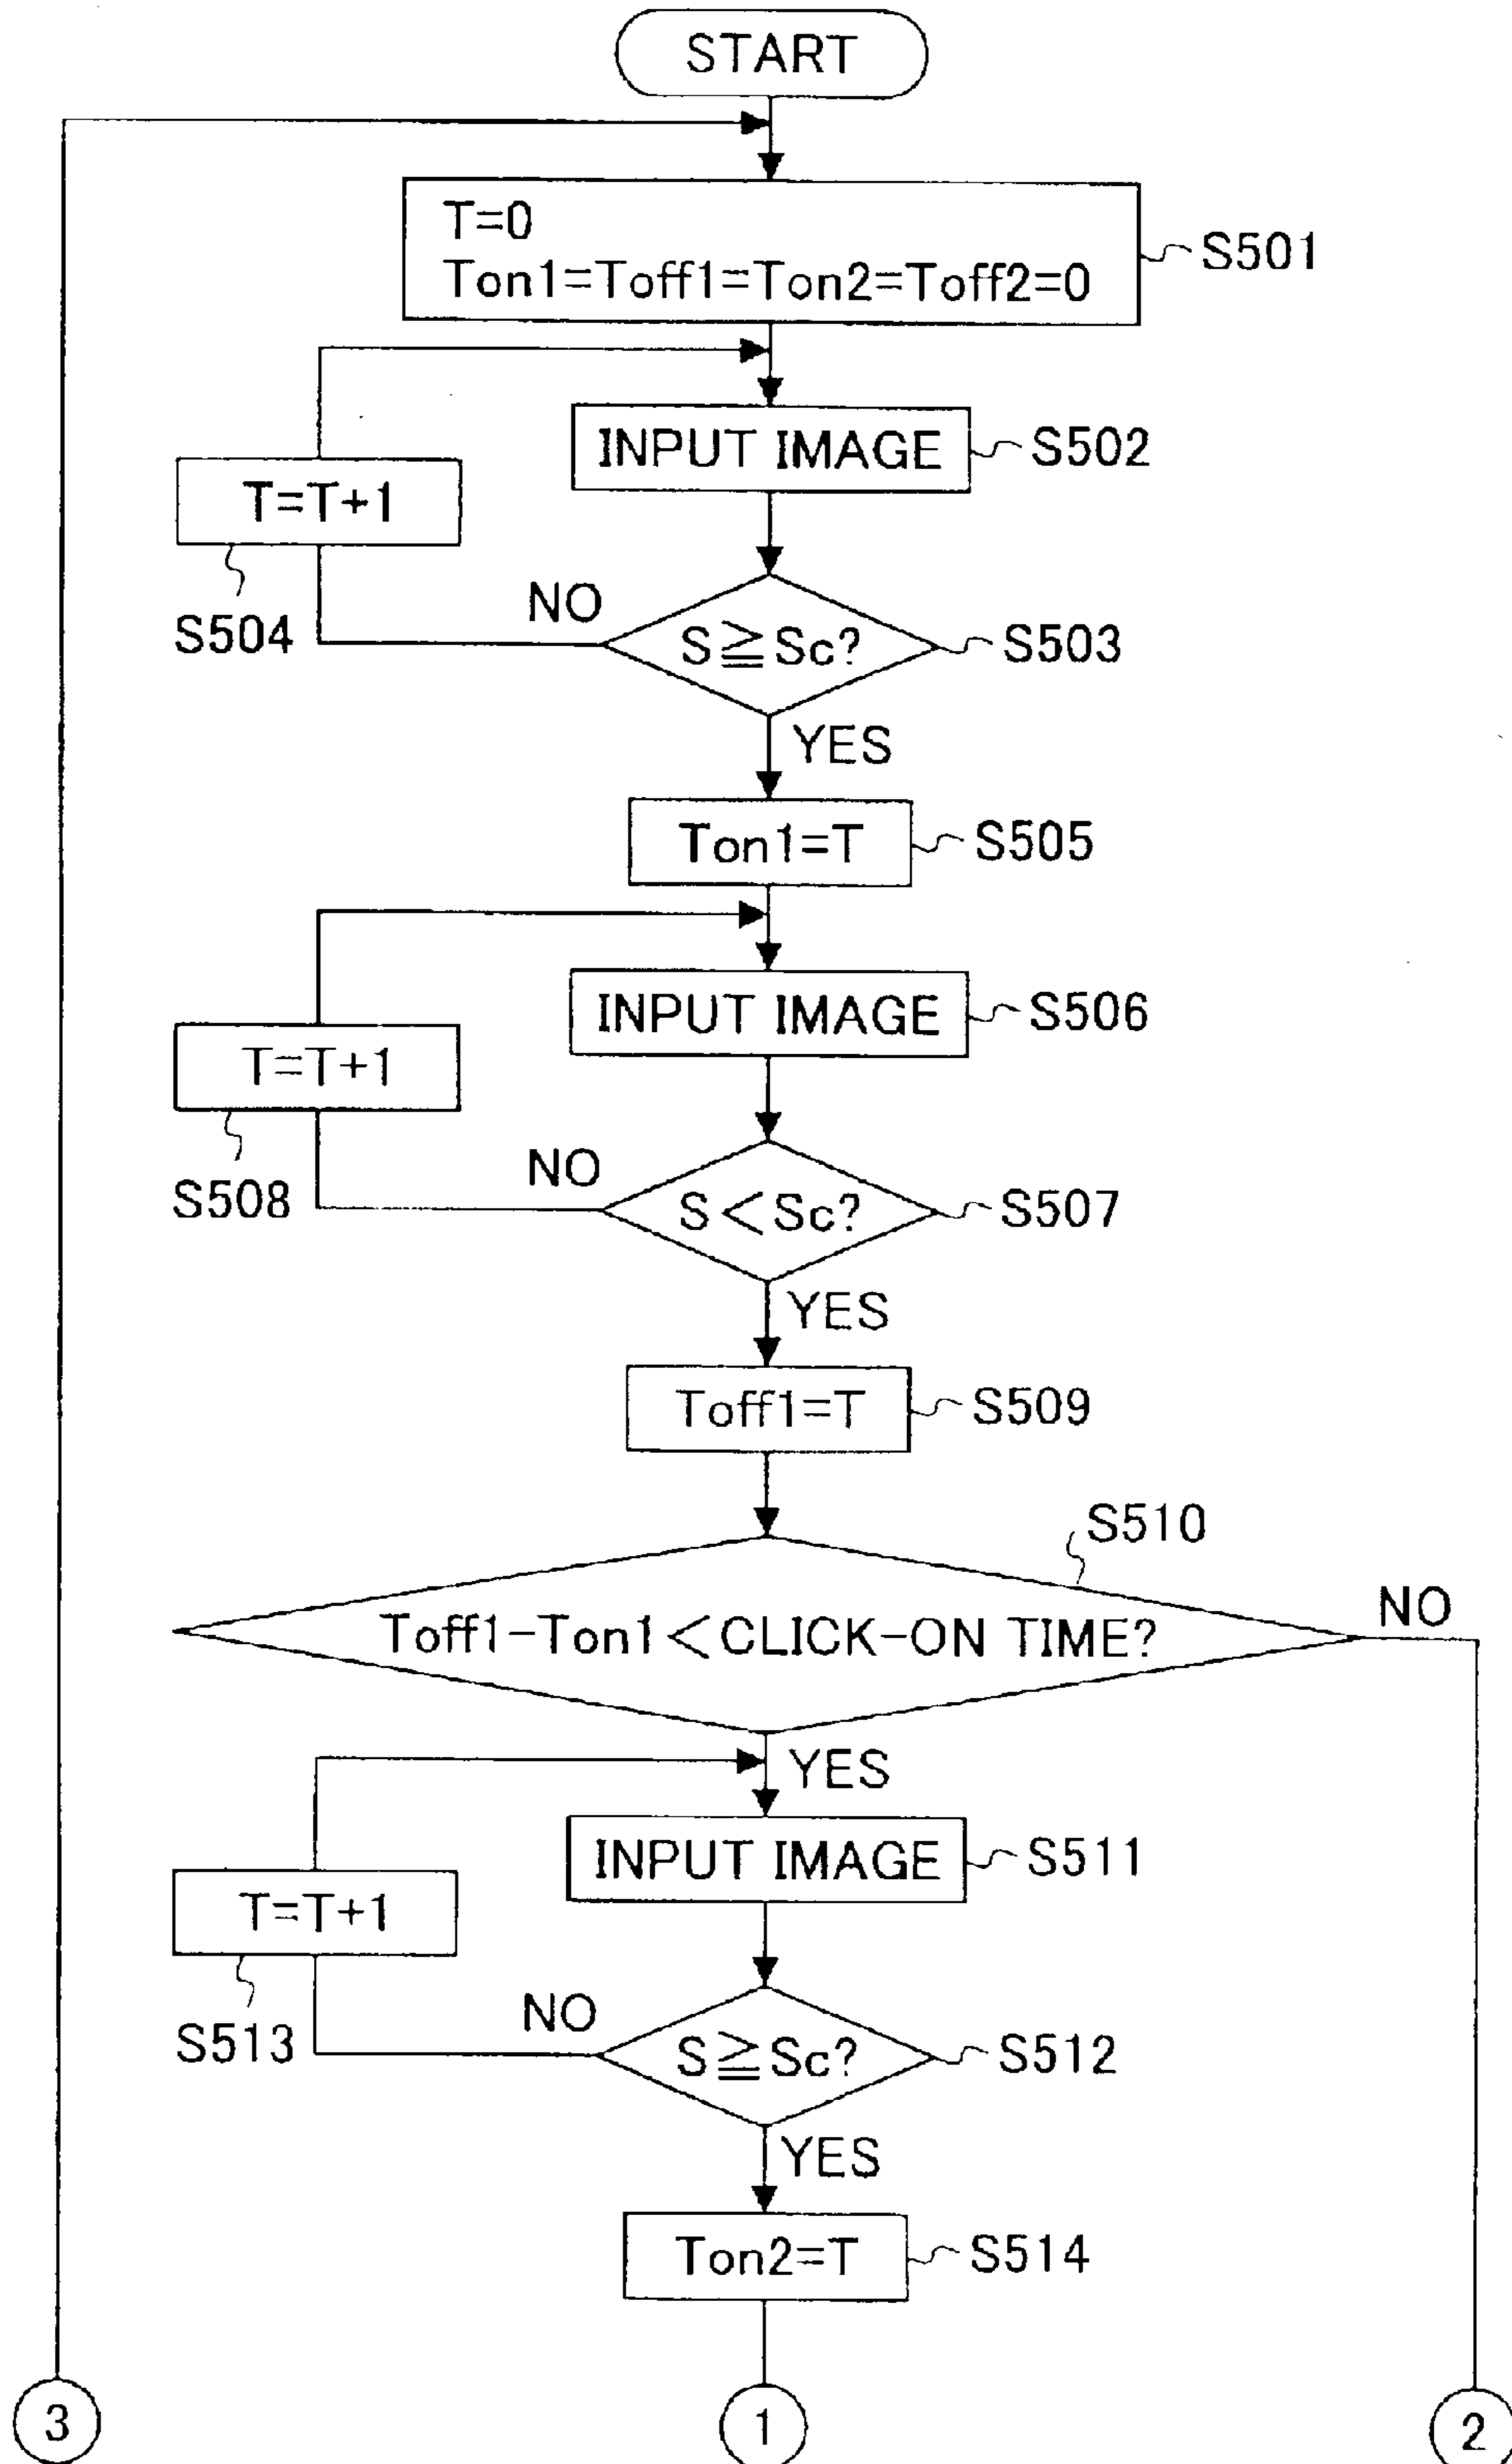 START
T=0
Ton1=Toff1=Ton2=Toff2=0
S501
INPUT IMAGE
S502
T=T+1
S504
NO
S≧Sc?
S503
YES
Ton1=T
S505
INPUT IMAGE
S506
T=T+1
S508
NO
S<Sc?
S507
YES
Toff1=T
S509
S510
Toff1-Ton1<CLICK-ON TIME?
NO
YES
INPUT IMAGE
S511
T=T+1
S513
NO
S≧Sc?
S512
YES
Ton2=T
S514
3
1
2